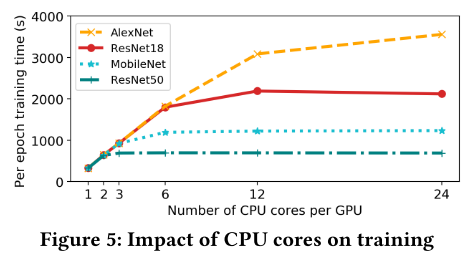 4000
3000
2000
1000
0
Per epoch training time (s)
AlexNet
ResNet18
MobileNet
ResNet50
1 2 3 6 12 24
Number of CPU cores per GPU
Figure 5: Impact of CPU cores on training